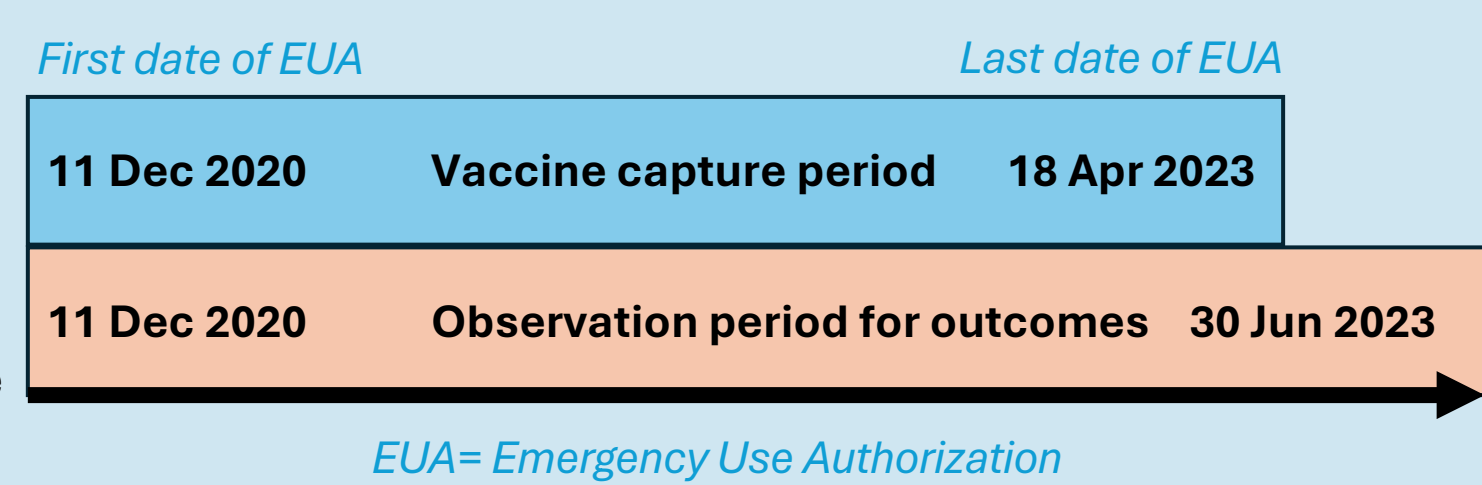 First date of EUA Last date of EUA
11 Dec 2020 Vaccine capture period 18 Apr 2023
11 Dec 2020 Observation period for outcomes 30 Jun 2023
EUA= Emergency Use Authorization